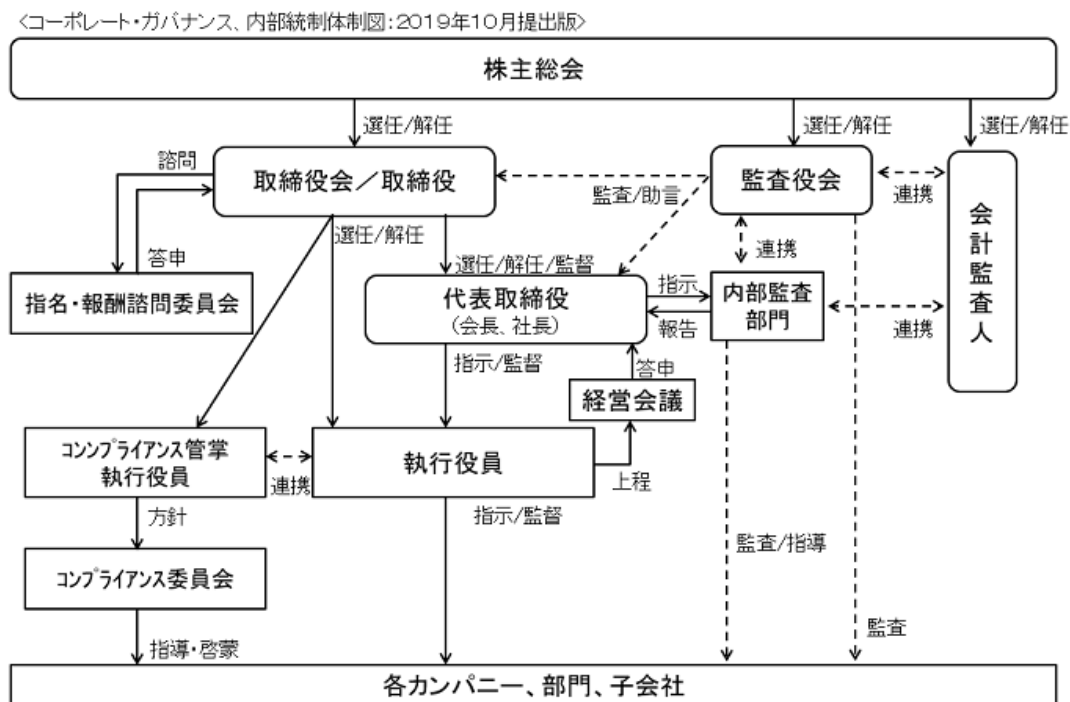 <コーポレート・ガバナンス、内部統制体制図:2019年10月提出版>
株主総会
選任/解任
選任/解任
選任/解任
諮問
取締役会/取締役
監査役会
監査/助言
連携
会計監査人
答申
選任/解任
選任/解任/監督
連携
指名・報酬諮問委員会
代表取締役
(会長、社長)
指示
報告
内部監査
部門
連携
指示/監督
答申
経営会議
コンンプライアンス管掌
執行役員
連携
執行役員
上程
方針
指示/監督
監査/指導
コンプライアンス委員会
監査
指導・啓蒙
各カンパニー、部門、子会社